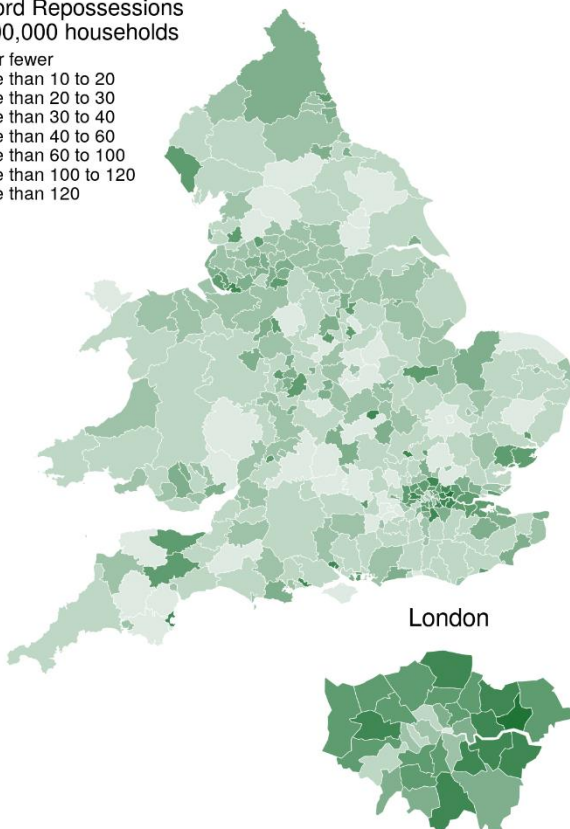 ord Repossessions
00,000 households
r fewer
e than 10 to 20
e than 20 to 30
e than 30 to 40
e than 40 to 60
e than 60 to 100
e than 100 to 120
e than 120
London